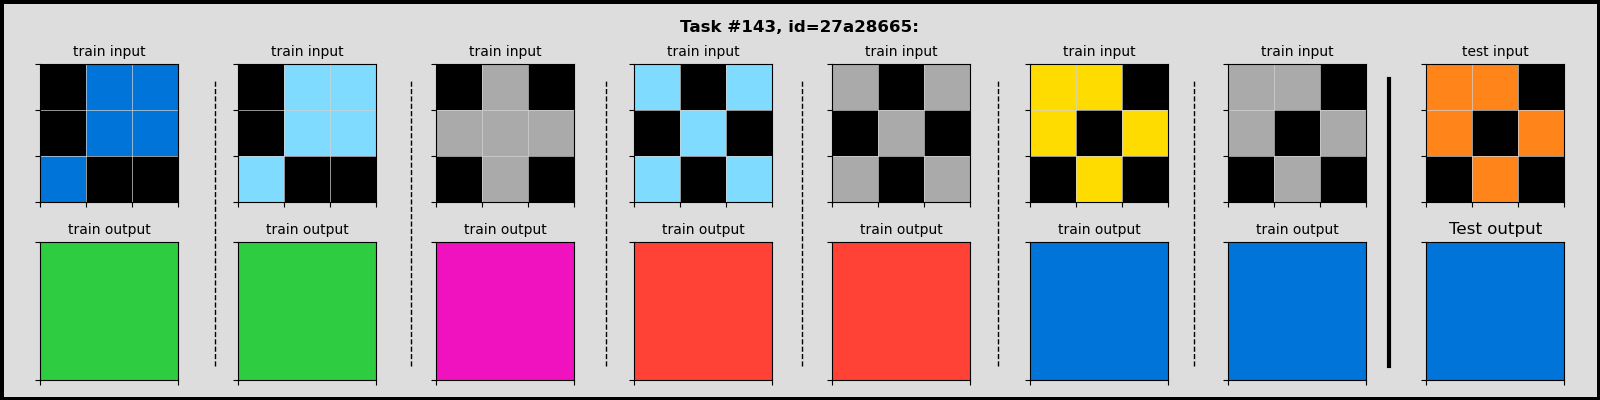 Task #143, id=27a28665:
train input train input train input train input train input train input train input test input
train output train output train output train output train output train output train output Test output